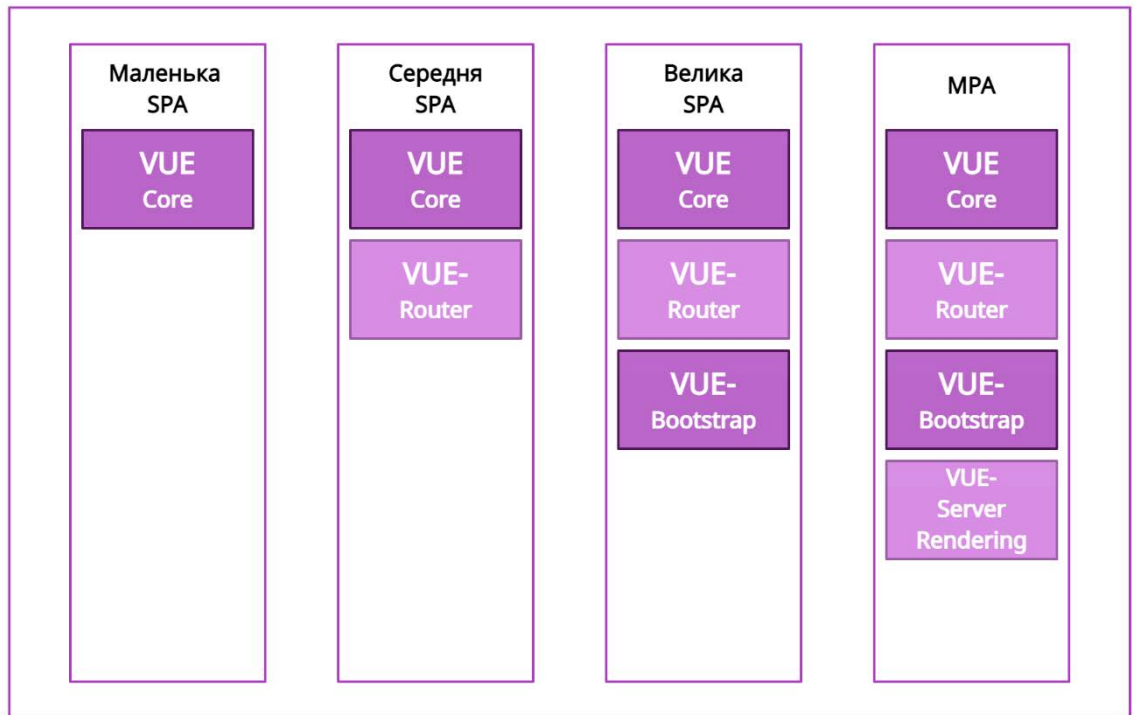 Маленька
SPA
VUE
Core
Середня
SPA
VUE
Core
VUE-
Router
Велика
SPA
VUE
Core
VUE-
Router
VUE-
Bootstrap
MPA
VUE
Core
VUE-
Router
VUE-
Bootstrap
VUE-
Server
Rendering